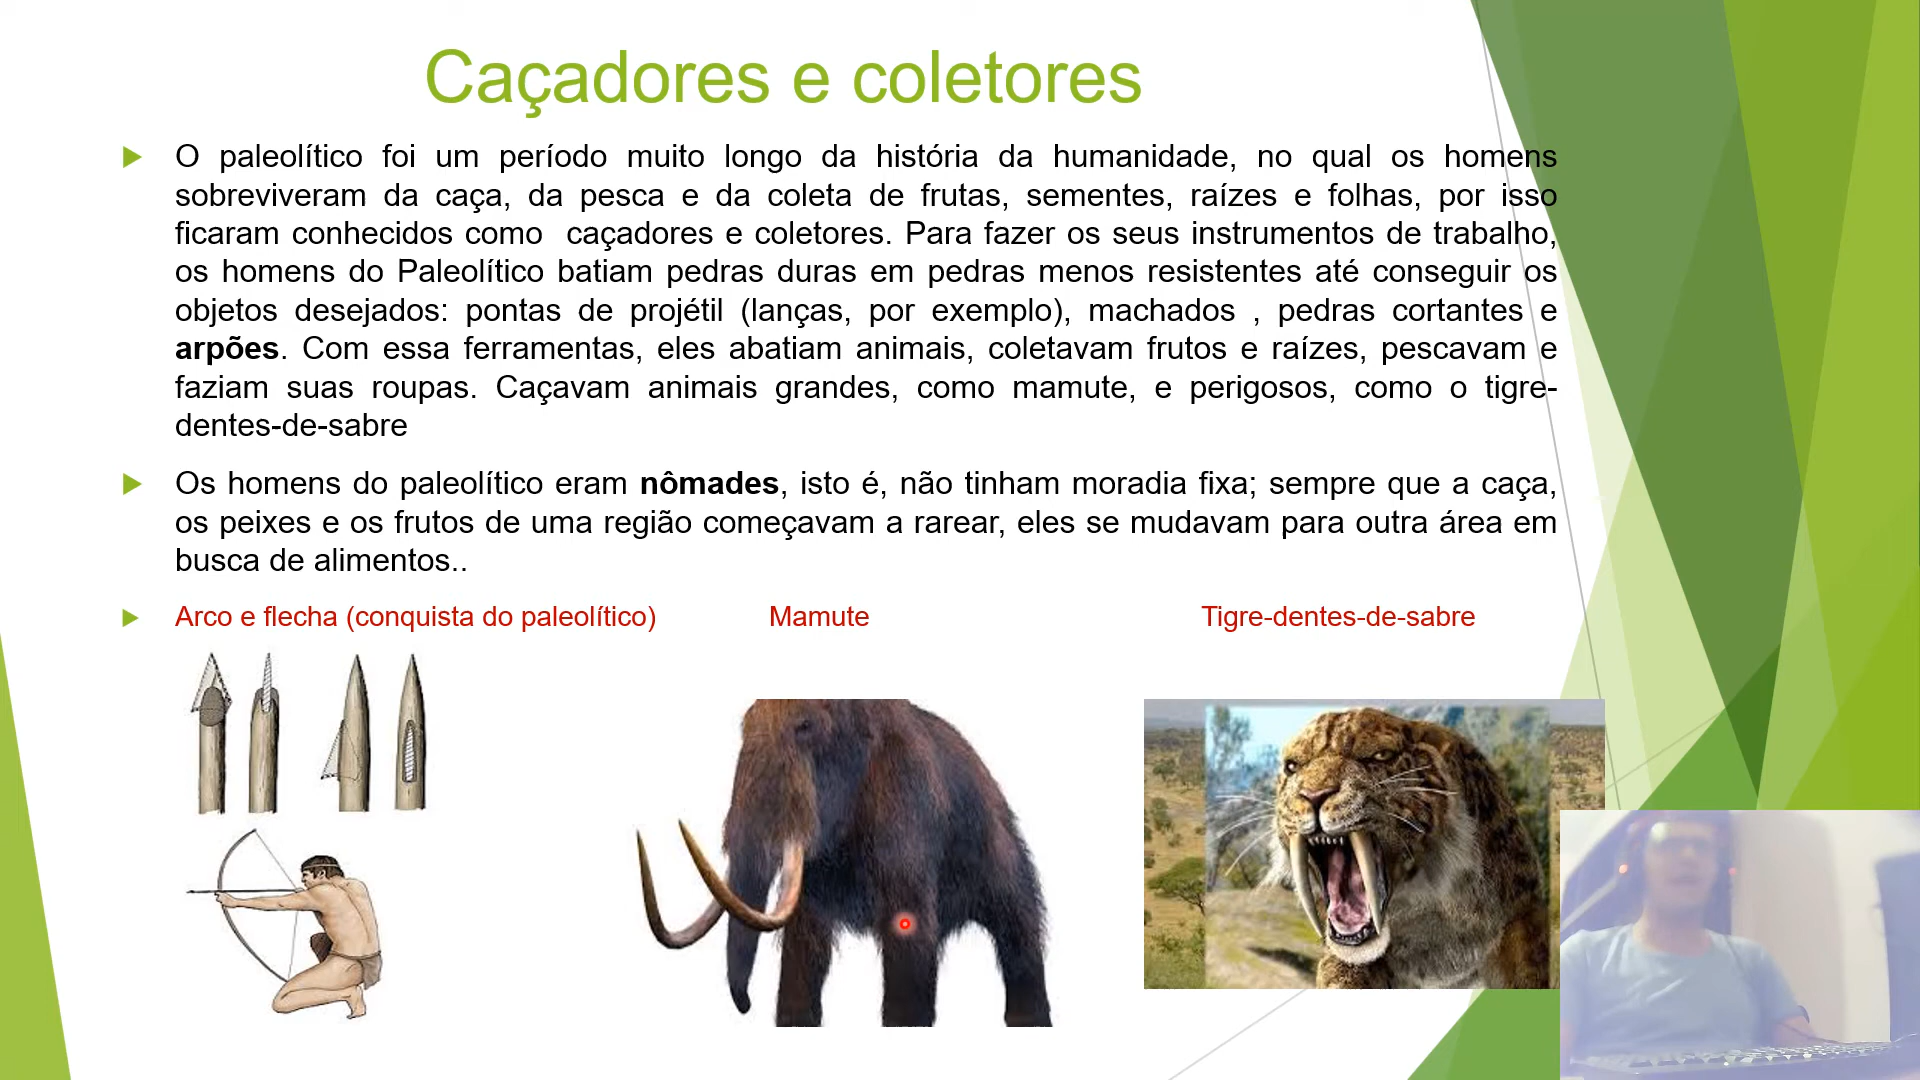 Caçadores e coletores
O paleolítico foi um período muito longo da história da humanidade, no qual os homens
sobreviveram da caça, da pesca e da coleta de frutas, sementes, raízes e folhas, por isso
ficaram conhecidos como caçadores e coletores. Para fazer os seus instrumentos de trabalho,
os homens do Paleolítico batiam pedras duras em pedras menos resistentes até conseguir os
objetos desejados: pontas de projétil (lanças, por exemplo), machados , pedras cortantes e
arpões. Com essa ferramentas, eles abatiam animais, coletavam frutos e raízes, pescavam e
faziam suas roupas. Caçavam animais grandes, como mamute, e perigosos, como o tigre-
dentes-de-sabre
Os homens do paleolítico eram nômades, isto é, não tinham moradia fixa; sempre que a caça,
os peixes e os frutos de uma região começavam a rarear, eles se mudavam para outra área em
busca de alimentos..
Arco e flecha (conquista do paleolítico) Mamute Tigre-dentes-de-sabre